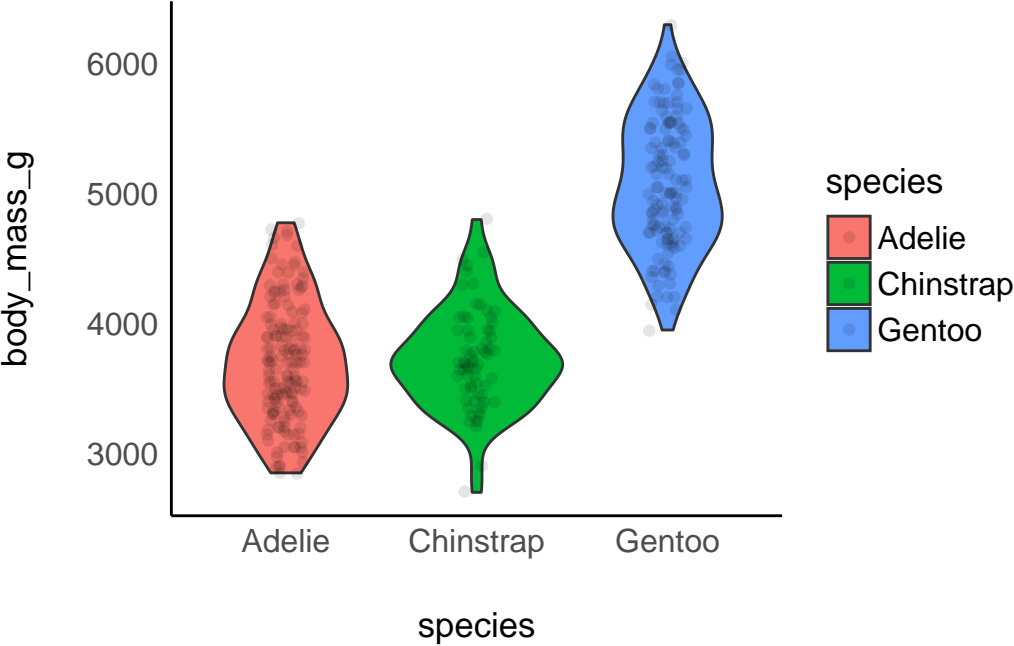 body_mass_g
6000
5000
4000
3000
Adelie
Chinstrap
Gentoo
species
species
Adelie
Chinstrap
Gentoo